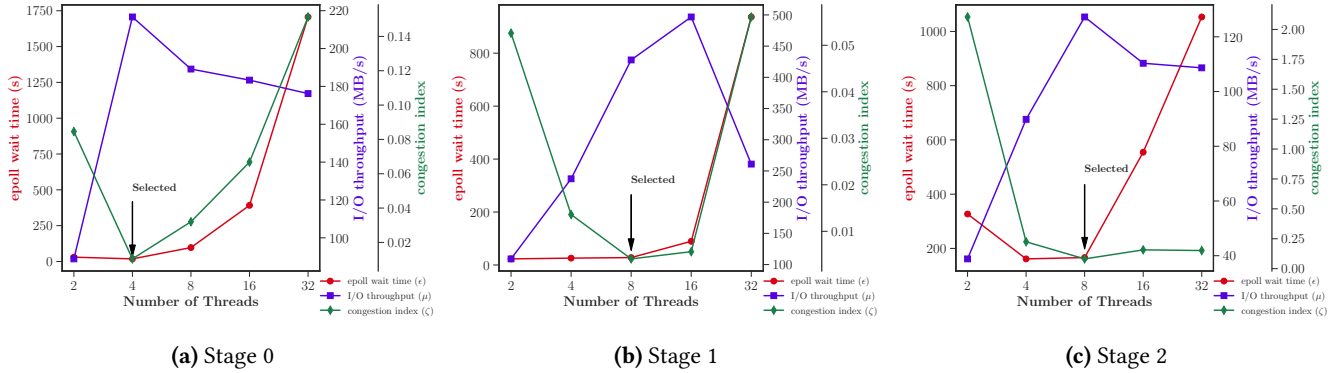 epoll wait time (s)
1750
1500
1250
1000
750
500
250
0
2 4 8 16 32
Number of Threads
Selected
220
200
180
160
140
120
100
I/O throughput (MB/s)
0.14
0.12
0.10
0.08
0.06
0.04
0.02
congestion index
epoll wait time (ϵ)
I/O throughput (μ)
congestion index (ζ)
(a) Stage 0
epoll wait time (s)
800
600
400
200
0
2 4 8 16 32
Number of Threads
Selected
500
450
400
350
300
250
200
150
100
I/O throughput (MB/s)
0.05
0.04
0.03
0.02
0.01
congestion index
epoll wait time (ϵ)
I/O throughput (μ)
congestion index (ζ)
(b) Stage 1
epoll wait time (s)
1000
800
600
400
200
2 4 8 16 32
Number of Threads
Selected
120
100
80
60
40
I/O throughput (MB/s)
2.00
1.75
1.50
1.25
1.00
0.75
0.50
0.25
0.00
congestion index
epoll wait time (ϵ)
I/O throughput (μ)
congestion index (ζ)
(c) Stage 2